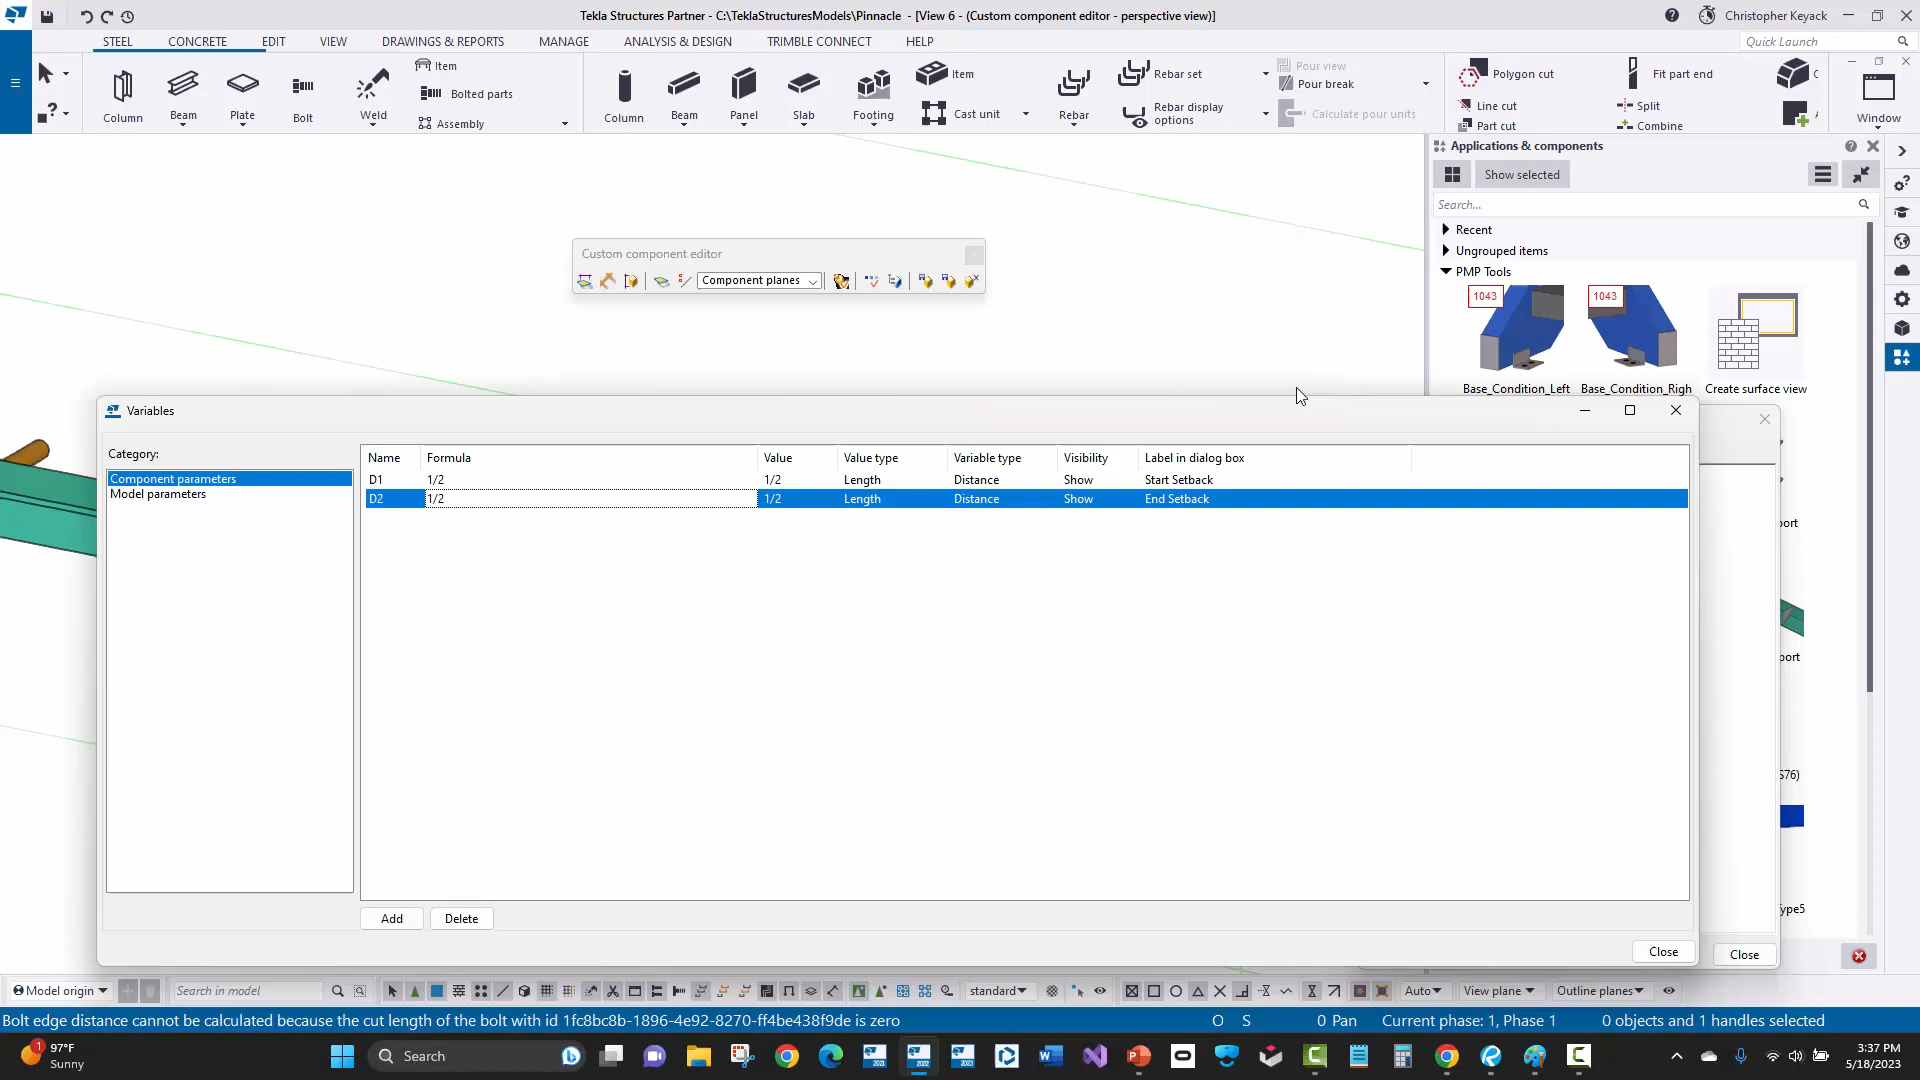 Tekla Structures Partner - C:\TeklaStructuresModels\Pinnacle - [View 6 - (Custom component editor - perspective view)]
Christopher Keyack
STEEL CONCRETE EDIT VIEW DRAWINGS & REPORTS MANAGE ANALYSIS & DESIGN TRIMBLE CONNECT HELP
Quick Launch
Column Beam Plate Bolt Weld
Item
Bolted parts
Assembly
Column Beam Panel Slab Footing
Item
Cast unit
Rebar
Rebar set
Rebar display options
Pour view
Pour break
Calculate pour units
Polygon cut
Line cut
Part cut
Fit part end
Split
Combine
Window
Applications & components
Show selected
Search...
Recent
Ungrouped items
PMP Tools
1043
1043
Base_Condition_Left Base_Condition_Righ Create surface view
Custom component editor
Component planes
Variables
Category:
Component parameters
Model parameters
Name Formula Value Value type Variable type Visibility Label in dialog box
D1 1/2 1/2 Length Distance Show Start Setback
D2 1/2 1/2 Length Distance Show End Setback
Add Delete
Close
Close
port
port
S76)
ype5
Model origin
Search in model
standard
Auto
View plane
Outline planes
Bolt edge distance cannot be calculated because the cut length of the bolt with id 1fc8bc8b-1896-4e92-8270-ff4be438f9de is zero
O S 0 Pan Current phase: 1, Phase 1 0 objects and 1 handles selected
1
97°F
Sunny
Search
2021
2022
2023
3:37 PM
5/18/2023